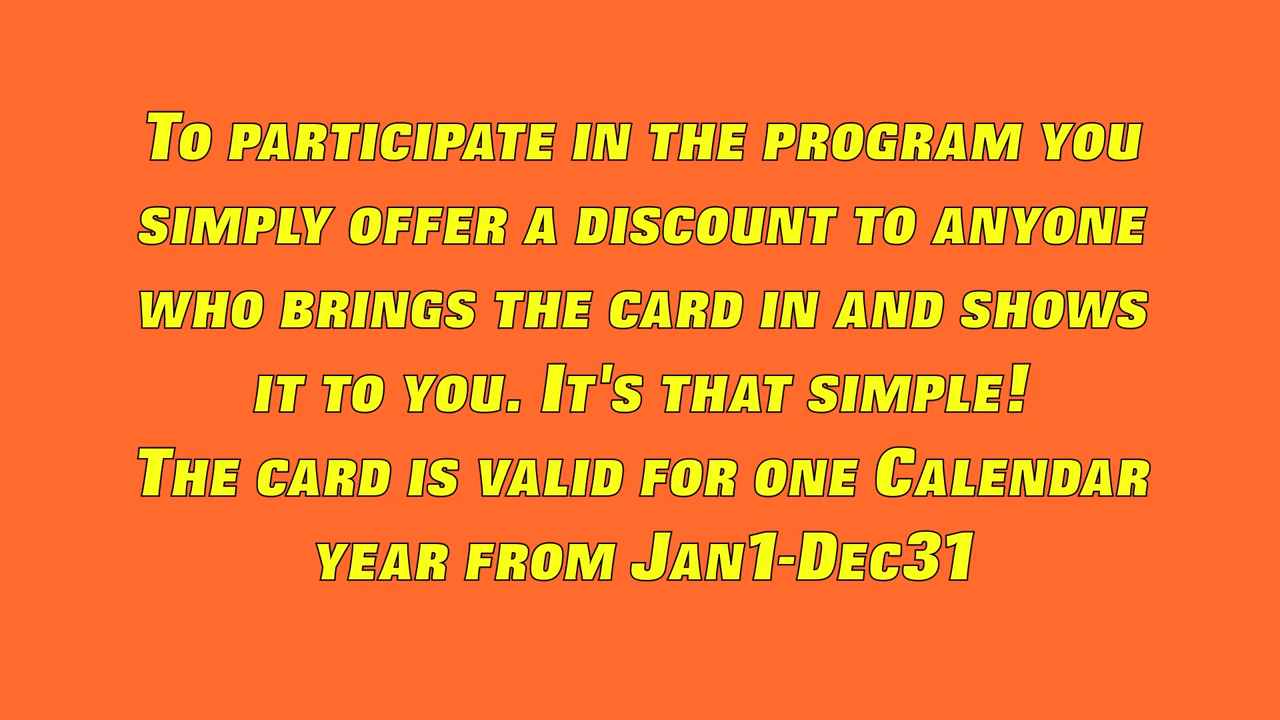 To participate in the program you
simply offer a discount to anyone
who brings the card in and shows
it to you. It's that simple!
The card is valid for one Calendar
year from Jan1-Dec31